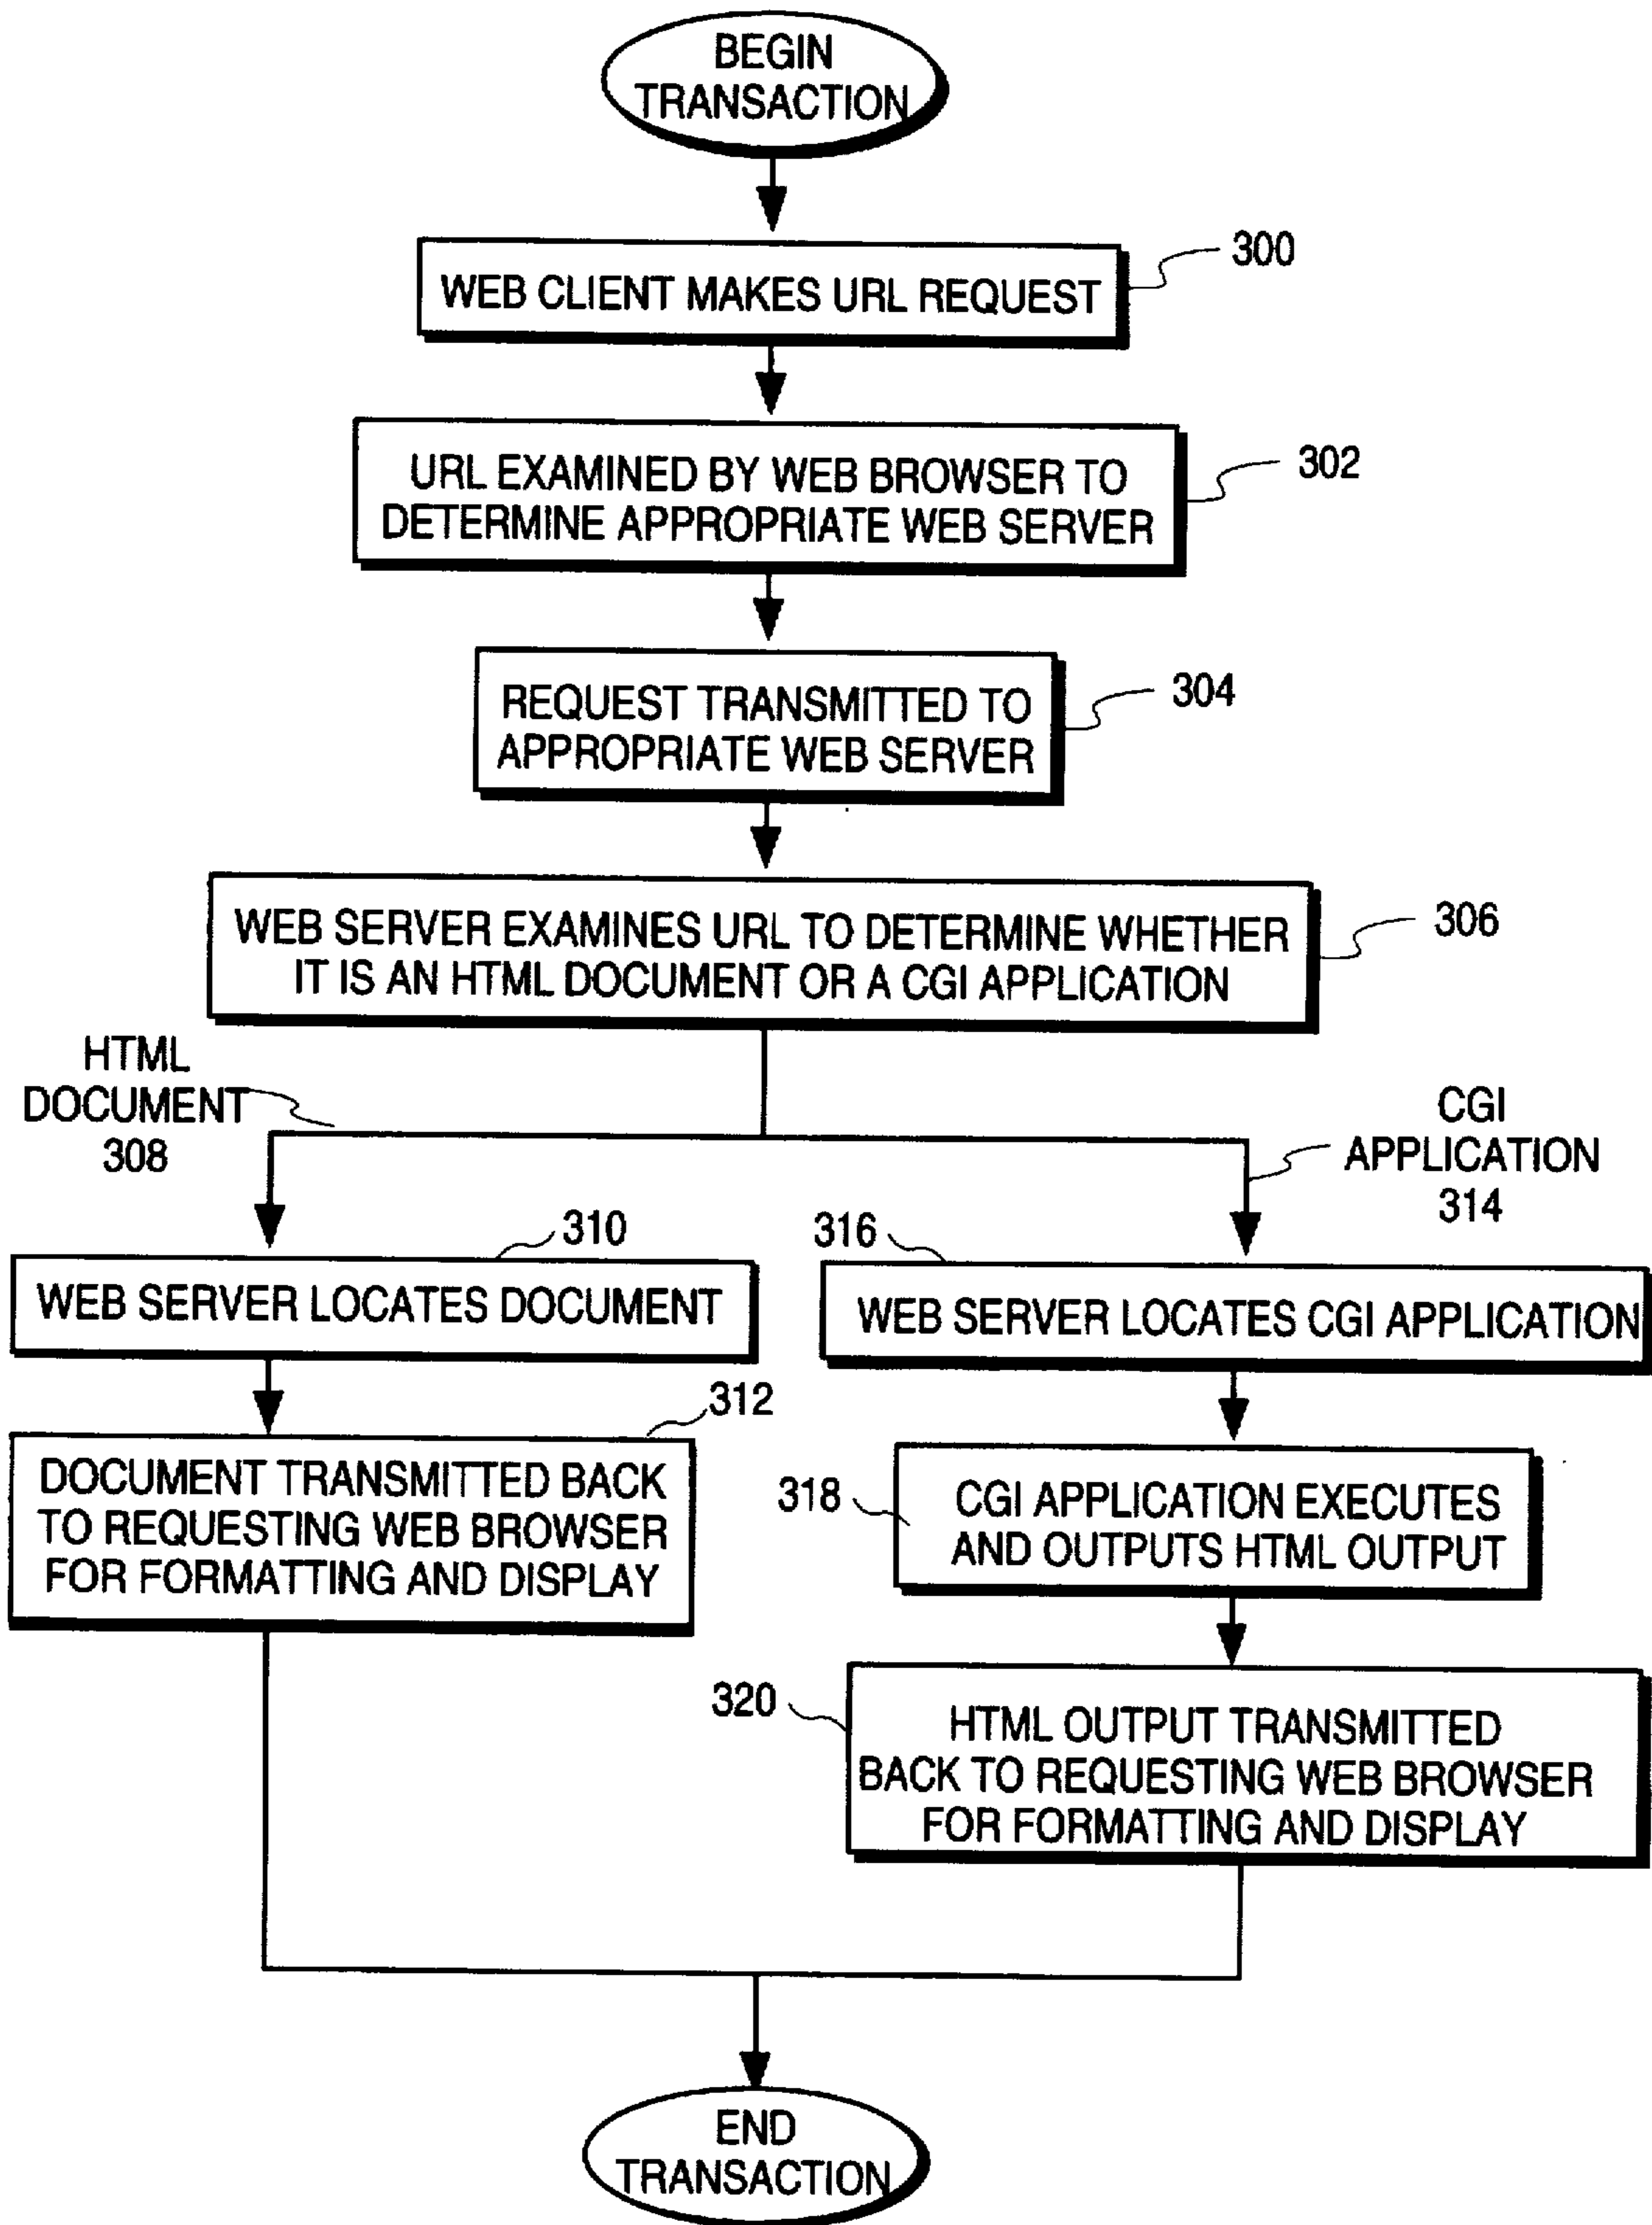 BEGIN
TRANSACTION
WEB CLIENT MAKES URL REQUEST
300
URL EXAMINED BY WEB BROWSER TO
DETERMINE APPROPRIATE WEB SERVER
302
REQUEST TRANSMITTED TO
APPROPRIATE WEB SERVER
304
WEB SERVER EXAMINES URL TO DETERMINE WHETHER
IT IS AN HTML DOCUMENT OR A CGI APPLICATION
306
HTML
DOCUMENT
308
CGI
APPLICATION
314
310
WEB SERVER LOCATES DOCUMENT
312
DOCUMENT TRANSMITTED BACK
TO REQUESTING WEB BROWSER
FOR FORMATTING AND DISPLAY
316
WEB SERVER LOCATES CGI APPLICATION
318
CGI APPLICATION EXECUTES
AND OUTPUTS HTML OUTPUT
320
HTML OUTPUT TRANSMITTED
BACK TO REQUESTING WEB BROWSER
FOR FORMATTING AND DISPLAY
END
TRANSACTION